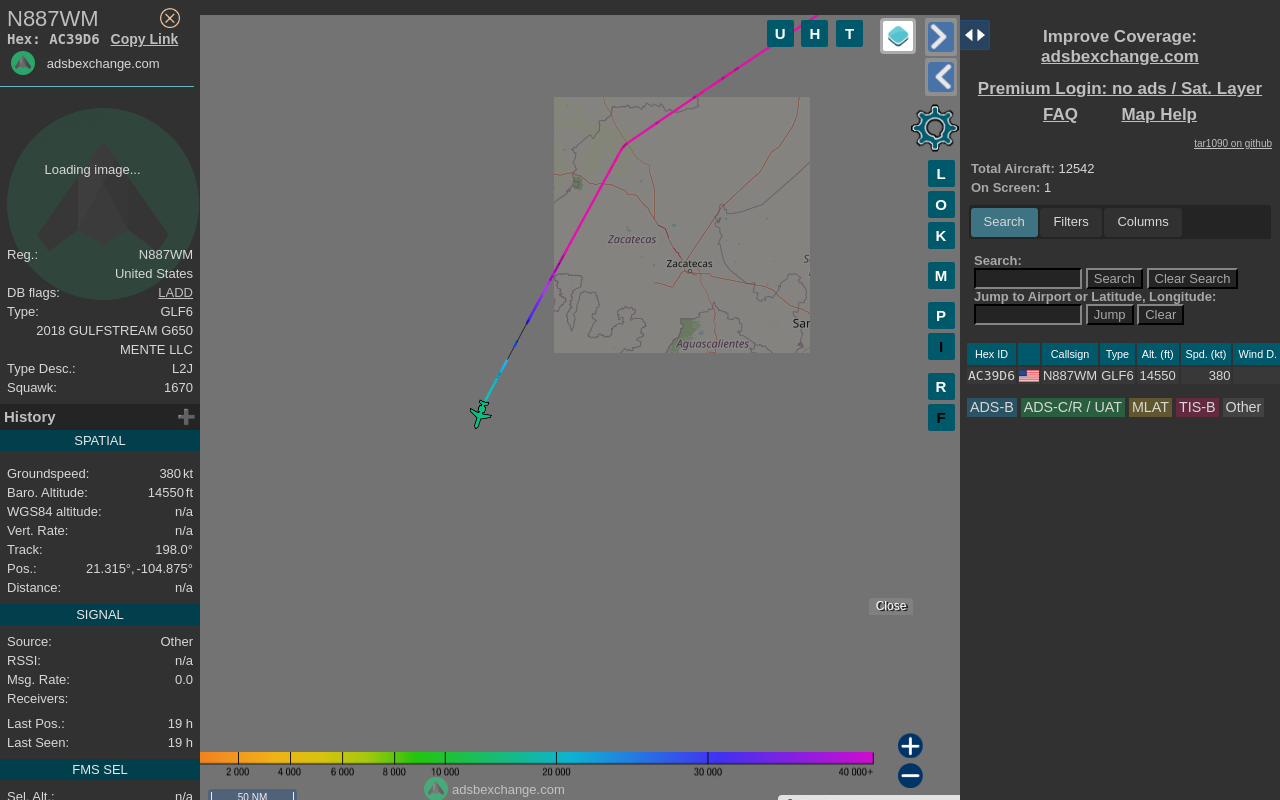 N887WM
Hex: AC39D6 Copy Link
adsbexchange.com
Loading image...
Reg.: N887WM
United States
DB flags: LADD
Type: GLF6
2018 GULFSTREAM G650
MENTE LLC
Type Desc.: L2J
Squawk: 1670
History
SPATIAL
Groundspeed: 380 kt
Baro. Altitude: 14550 ft
WGS84 altitude: n/a
Vert. Rate: n/a
Track: 198.0°
Pos.: 21.315°, -104.875°
Distance: n/a
SIGNAL
Source: Other
RSSI: n/a
Msg. Rate: 0.0
Receivers:
Last Pos.: 19 h
Last Seen: 19 h
FMS SEL
Sel. Alt.: n/a
U H T
L
O
K
M
P
I
R
F
Zacatecas
Zacatecas
Aguascalientes
Close
2 000 4 000 6 000 8 000 10 000 20 000 30 000 40 000+
adsbexchange.com
50 NM
Improve Coverage:
adsbexchange.com
Premium Login: no ads / Sat. Layer
FAQ Map Help
tar1090 on github
Total Aircraft: 12542
On Screen: 1
Search Filters Columns
Search:
Search Clear Search
Jump to Airport or Latitude, Longitude:
Jump Clear
Hex ID Callsign Type Alt. (ft) Spd. (kt) Wind D.
AC39D6 N887WM GLF6 14550 380
ADS-B ADS-C/R / UAT MLAT TIS-B Other